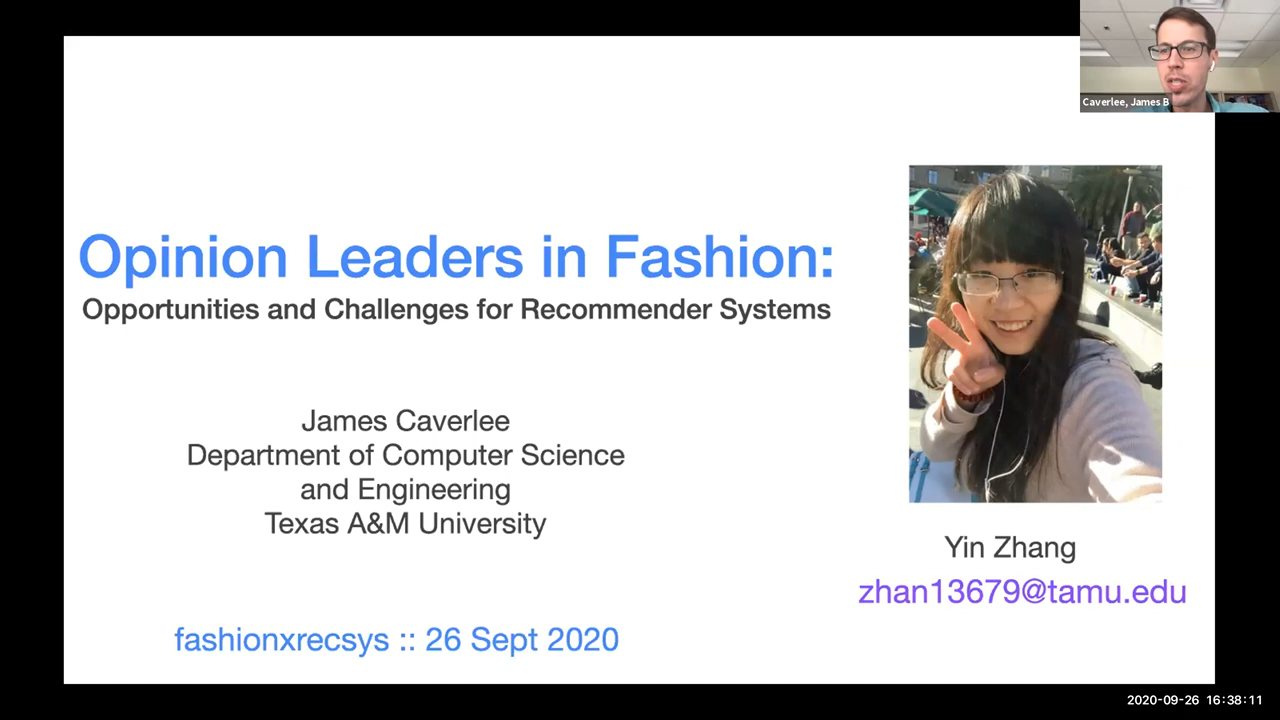 Caverlee, James B
Opinion Leaders in Fashion:
Opportunities and Challenges for Recommender Systems
James Caverlee
Department of Computer Science
and Engineering
Texas A&M University
Yin Zhang
zhan13679@tamu.edu
fashionxrecsys :: 26 Sept 2020
2020-09-26 16:38:11